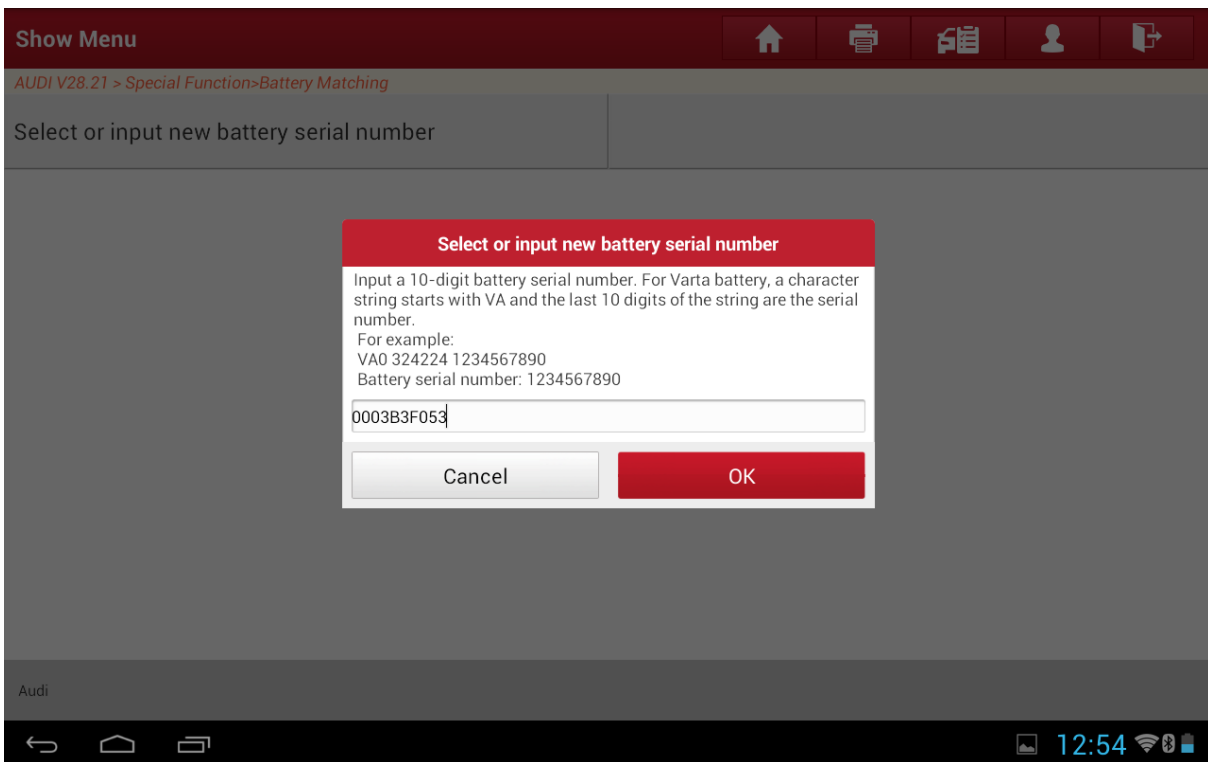 Show Menu
AUDI V28.21 > Special Function>Battery Matching
Select or input new battery serial number
Select or input new battery serial number
Input a 10-digit battery serial number. For Varta battery, a character
string starts with VA and the last 10 digits of the string are the serial
number.
For example:
VA0 324224 1234567890
Battery serial number: 1234567890
0003B3F053
Cancel
OK
Audi
12:54